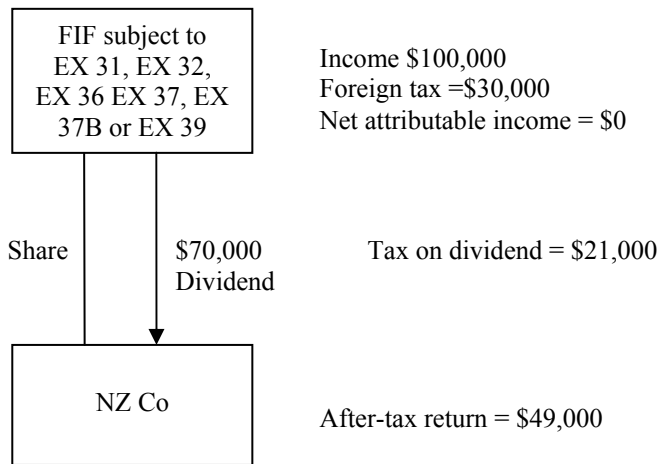 FIF subject to
EX 31, EX 32,
EX 36 EX 37, EX
37B or EX 39
Income $100,000
Foreign tax =$30,000
Net attributable income = $0
Share
$70,000
Dividend
Tax on dividend = $21,000
NZ Co
After-tax return = $49,000